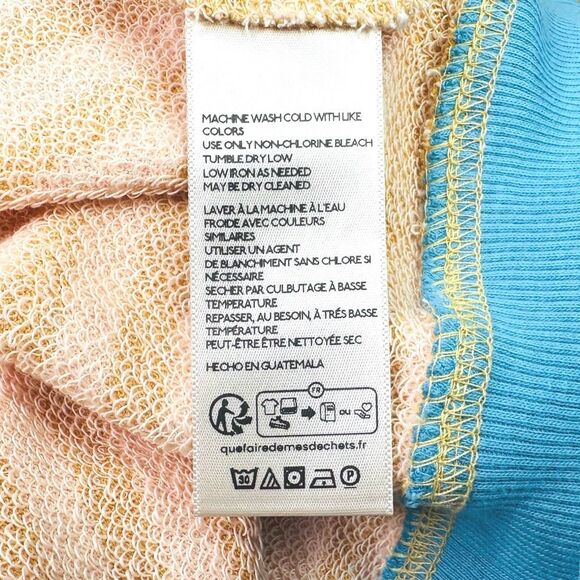 MACHINE WASH COLD WITH LIKE
COLORS
USE ONLY NON-CHLORINE BLEACH
TUMBLE DRY LOW
LOW IRON AS NEEDED
MAY BE DRY CLEANED
LAVER À LA MACHINE À L'EAU
FROIDE AVEC COULEURS
SIMILAIRES
UTILISER UN AGENT
DE BLANCHIMENT SANS CHLORE SI
NÉCESSAIRE
SECHER PAR CULBUTAGE À BASSE
TEMPERATURE
REPASSER, AU BESOIN, À TRÉS BASSE
TEMPÉRATURE
PEUT-ÊTRE ÊTRE NETTOYÉE SEC
HECHO EN GUATEMALA
FR
OU
quefairedemesdechets.fr
30 P